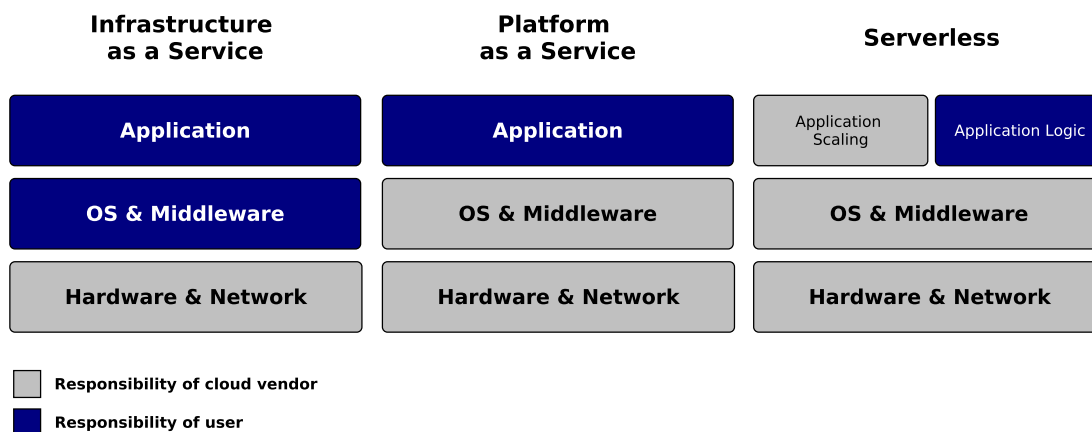 Infrastructure
as a Service
Platform
as a Service
Serverless
Application
Application
Application
Scaling
Application Logic
OS & Middleware
OS & Middleware
OS & Middleware
Hardware & Network
Hardware & Network
Hardware & Network
Responsibility of cloud vendor
Responsibility of user